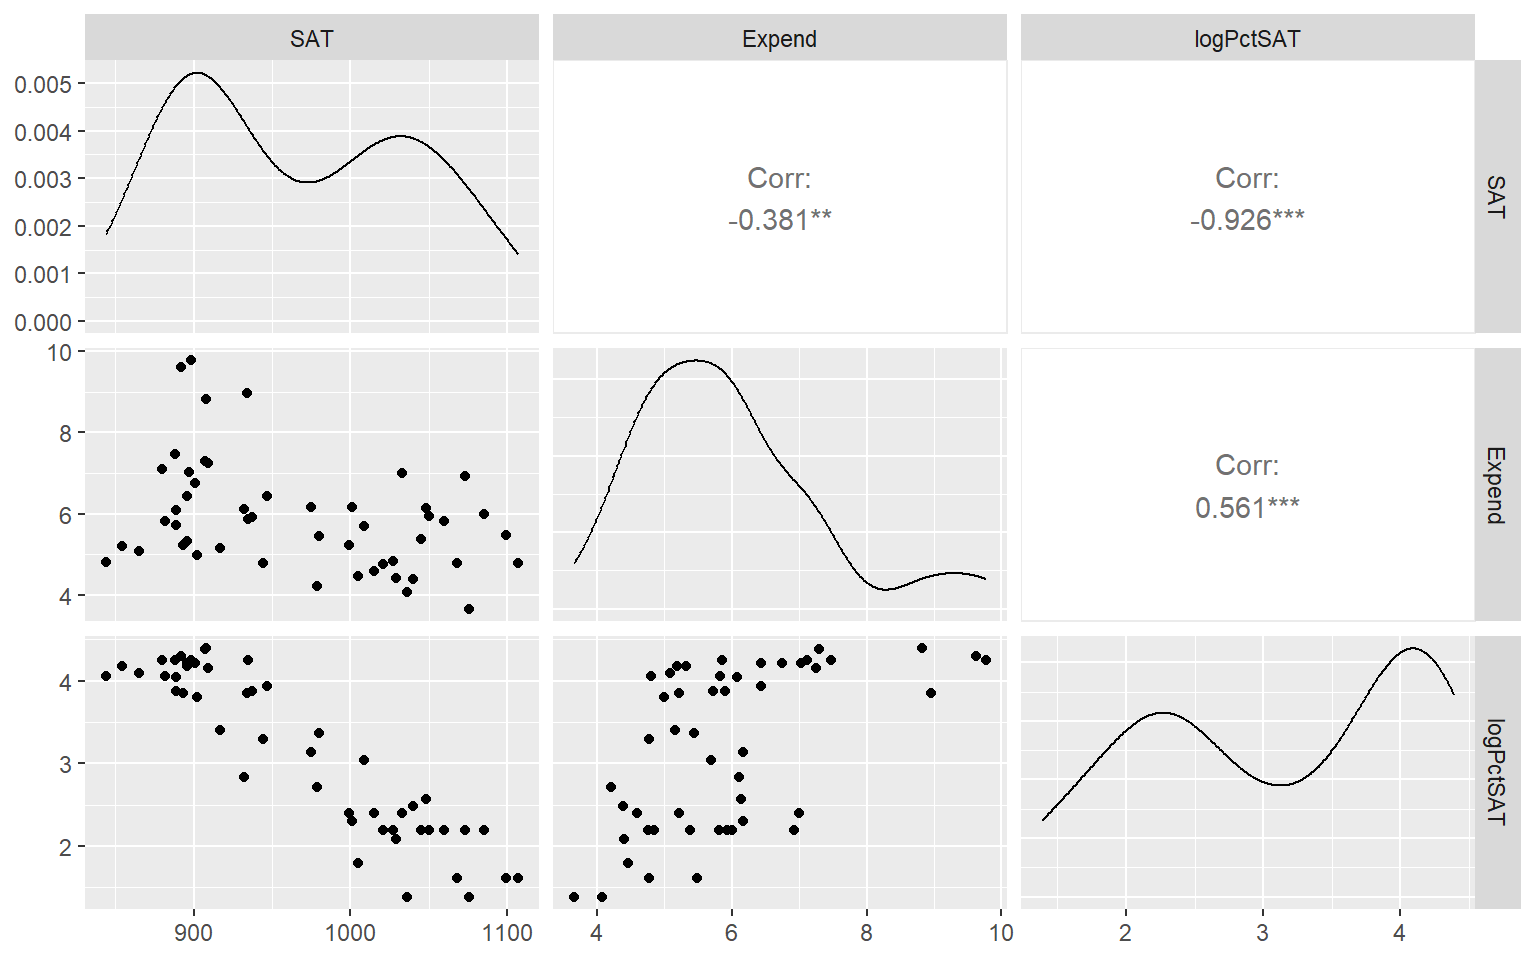 SAT Expend logPctSAT
0.005
0.004
0.003
0.002
0.001
0.000
Corr:
-0.381**
Corr:
-0.926***
SAT
10
8
6
4
Corr:
0.561***
Expend
4
3
2
logPctSAT
900 1000 1100 4 6 8 10 2 3 4